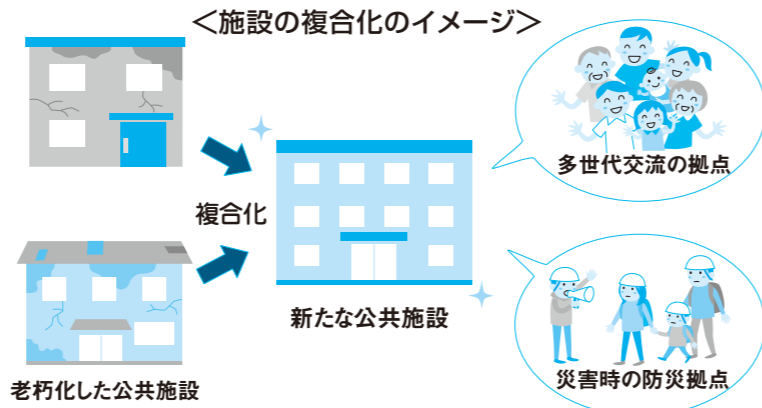 ＜施設の複合化のイメージ＞
多世代交流の拠点
複合化
新たな公共施設
老朽化した公共施設
災害時の防災拠点